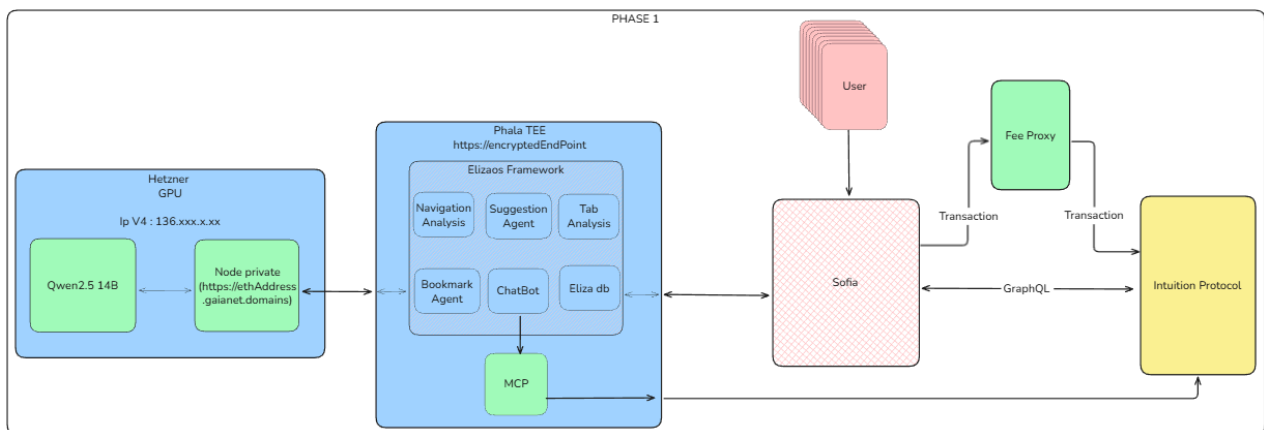 PHASE 1
User
Phala TEE
https://encryptedEndPoint
Fee Proxy
Elizaos Framework
Hetzner
GPU
Ip V4 : 136.xxx.x.xx
Navigation
Analysis
Suggestion
Agent
Tab
Analysis
Transaction
Transaction
Qwen2.5 14B
Node private
(https://ethAddress
.gaianet.domains)
Bookmark
Agent
ChatBot
Eliza db
Sofia
GraphQL
Intuition Protocol
MCP